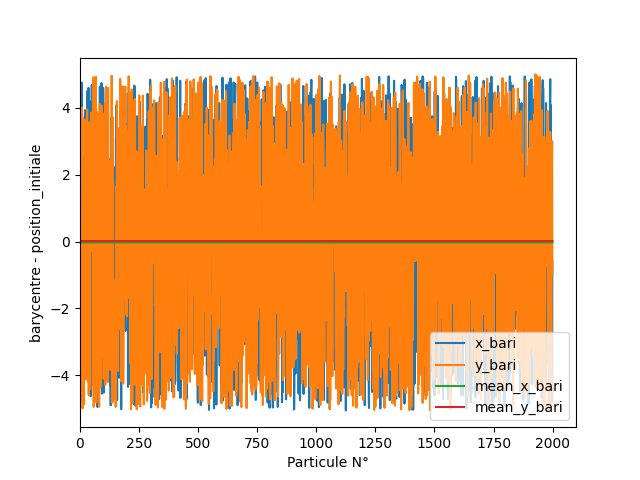 4
2
0
−2
−4
barycentre - position_initiale
x_bari
y_bari
mean_x_bari
mean_y_bari
0 250 500 750 1000 1250 1500 1750 2000
Particule N°